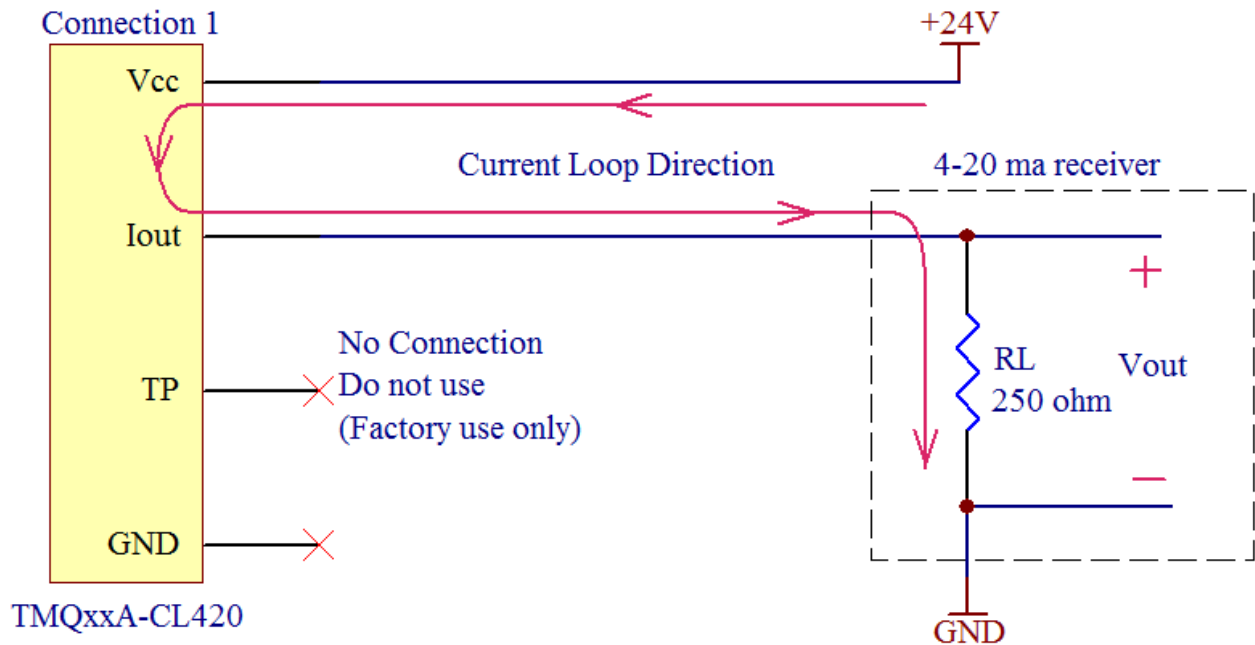 Connection 1
+24V
Vcc
Current Loop Direction
4-20 ma receiver
Iout
+
No Connection
Do not use
(Factory use only)
TP
RL
250 ohm
Vout
−
GND
TMQxxA-CL420
GND